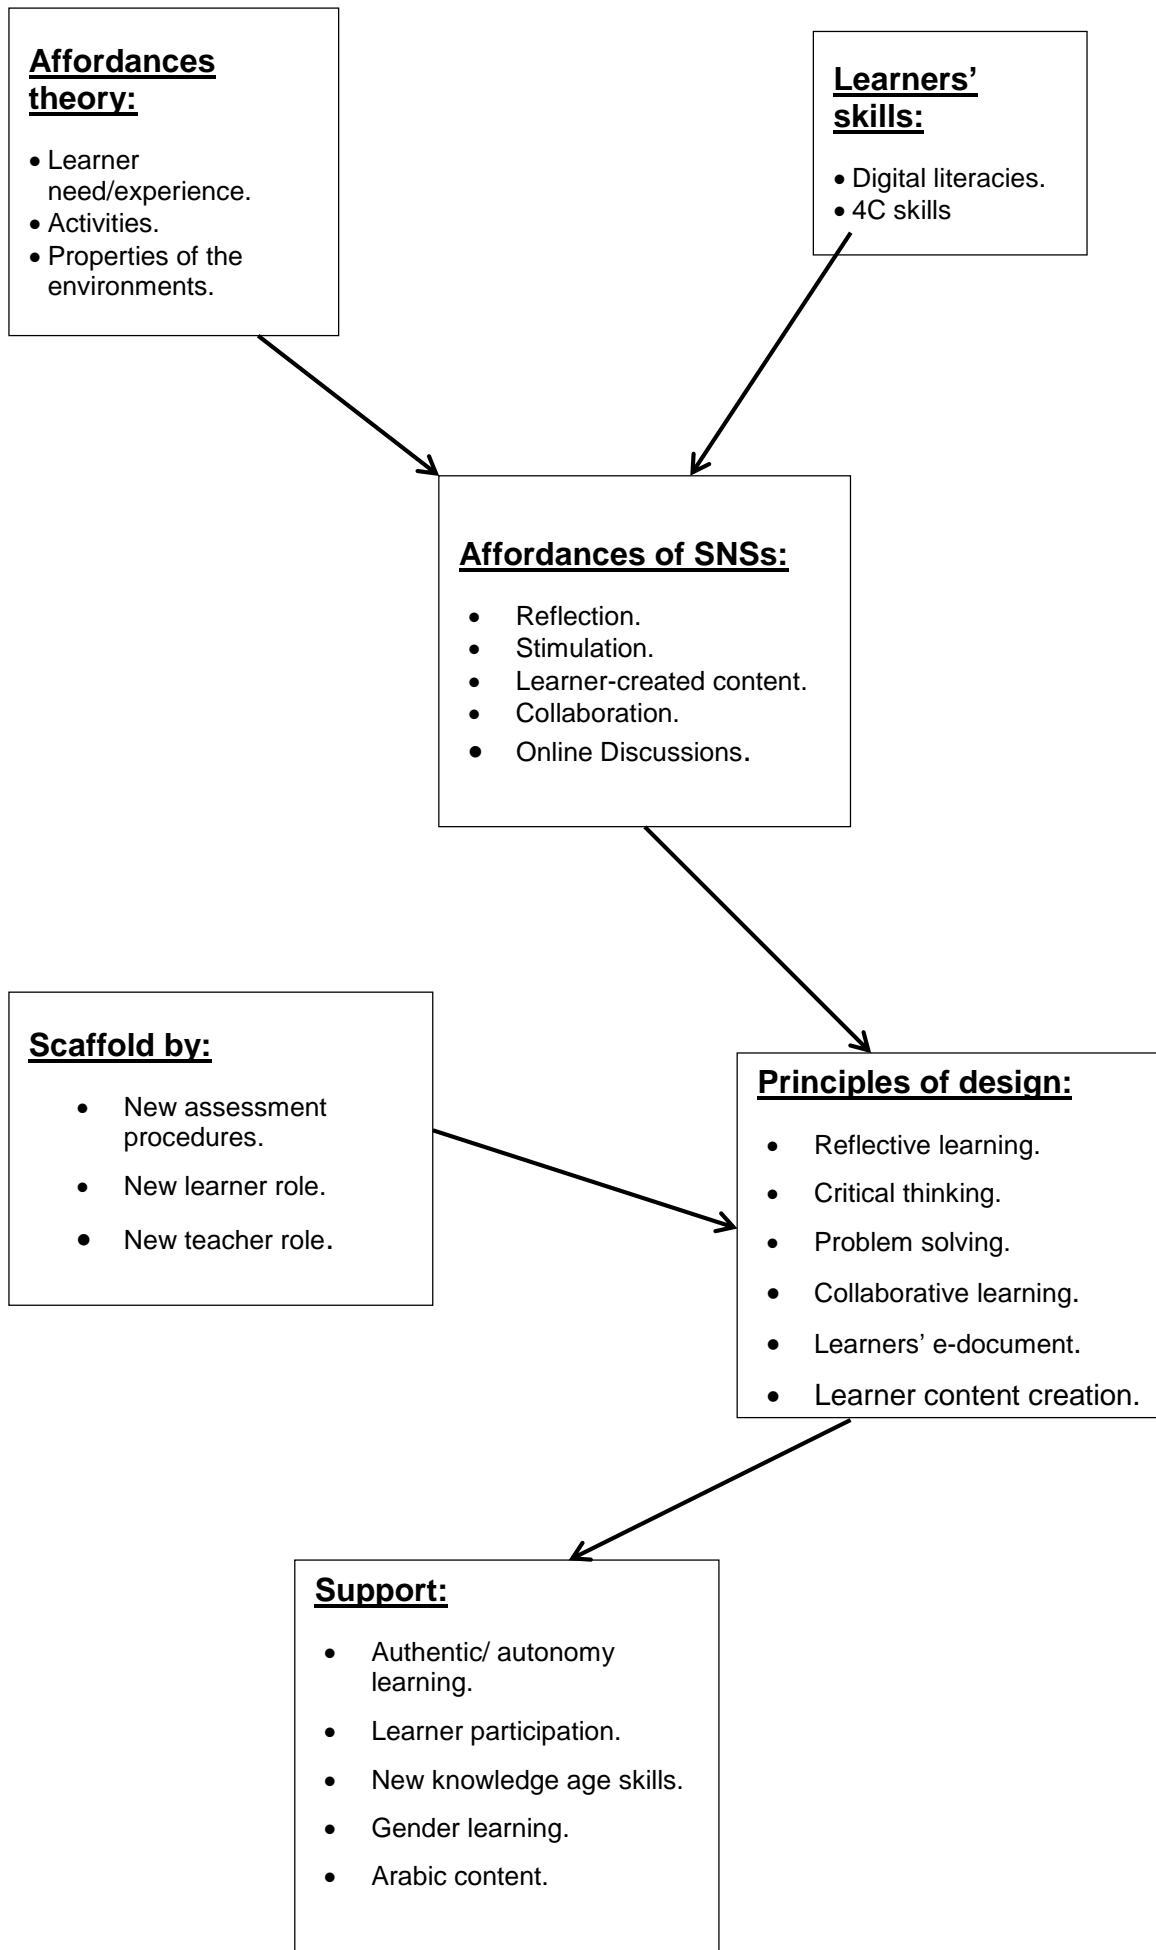 Affordances
theory:
• Learner
need/experience.
• Activities.
• Properties of the
environments.
Learners’
skills:
• Digital literacies.
• 4C skills
Affordances of SNSs:
• Reflection.
• Stimulation.
• Learner-created content.
• Collaboration.
• Online Discussions.
Scaffold by:
• New assessment
procedures.
• New learner role.
• New teacher role.
Principles of design:
• Reflective learning.
• Critical thinking.
• Problem solving.
• Collaborative learning.
• Learners’ e-document.
• Learner content creation.
Support:
• Authentic/ autonomy
learning.
• Learner participation.
• New knowledge age skills.
• Gender learning.
• Arabic content.